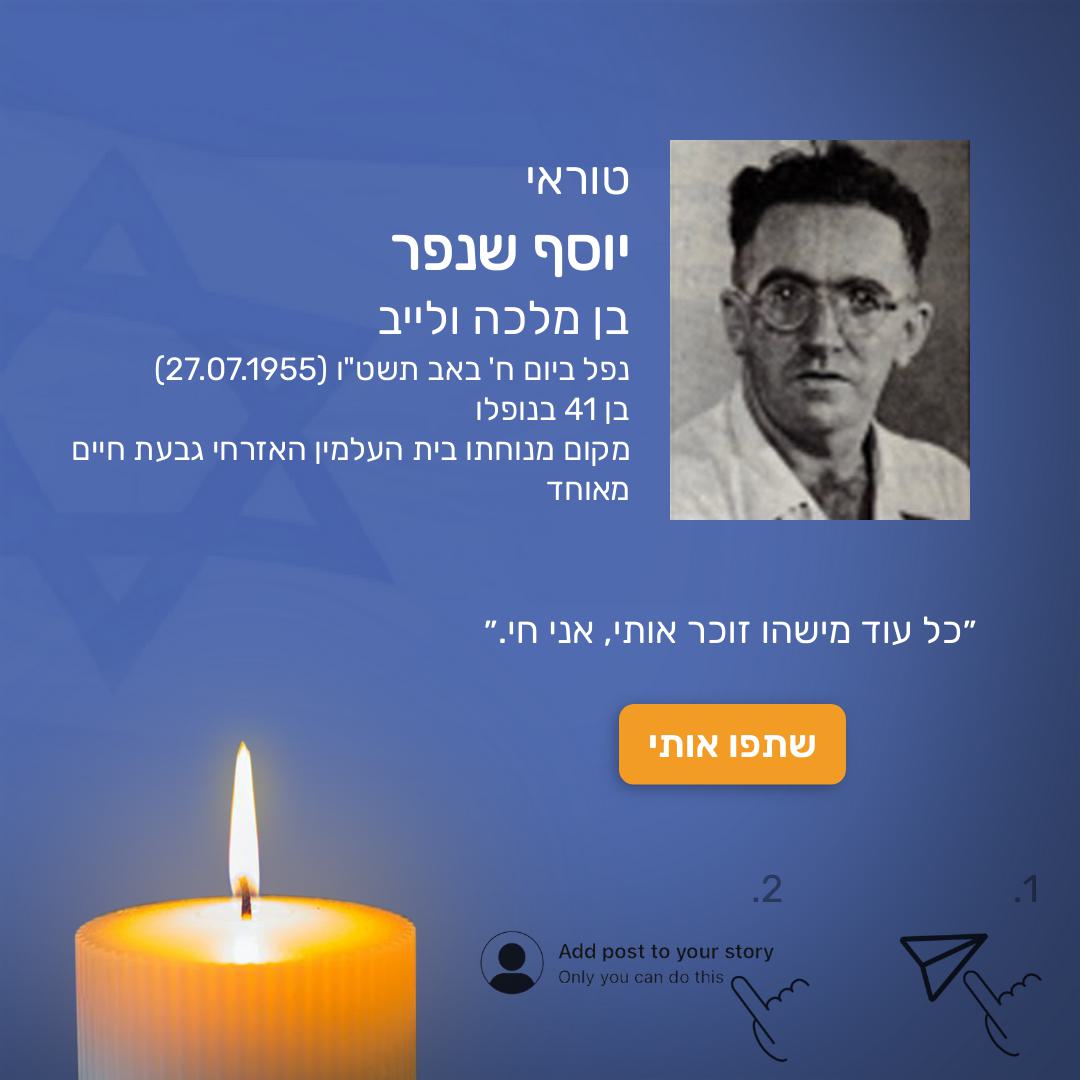 טוראי
יוסף שנפר
בן מלכה ולייב
נפל ביום ח' באב תשט"ו (27.07.1955)
בן 41 בנופלו
מקום מנוחתו בית העלמין האזרחי גבעת חיים
מאוחד
״כל עוד מישהו זוכר אותי, אני חי.״
שתפו אותי
1.
2.
Add post to your story
Only you can do this